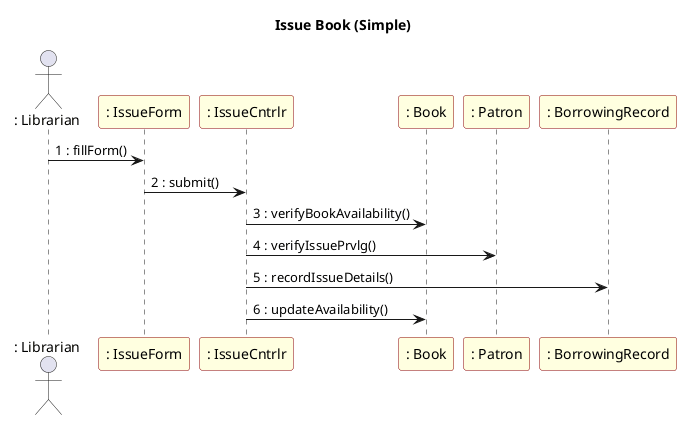 Issue Book (Simple)
: Librarian
: IssueForm
: IssueCntrlr
: Book
: Patron
: BorrowingRecord
1 : fillForm()
2 : submit()
3 : verifyBookAvailability()
4 : verifyIssuePrvlg()
5 : recordIssueDetails()
6 : updateAvailability()
: Librarian
: IssueForm
: IssueCntrlr
: Book
: Patron
: BorrowingRecord